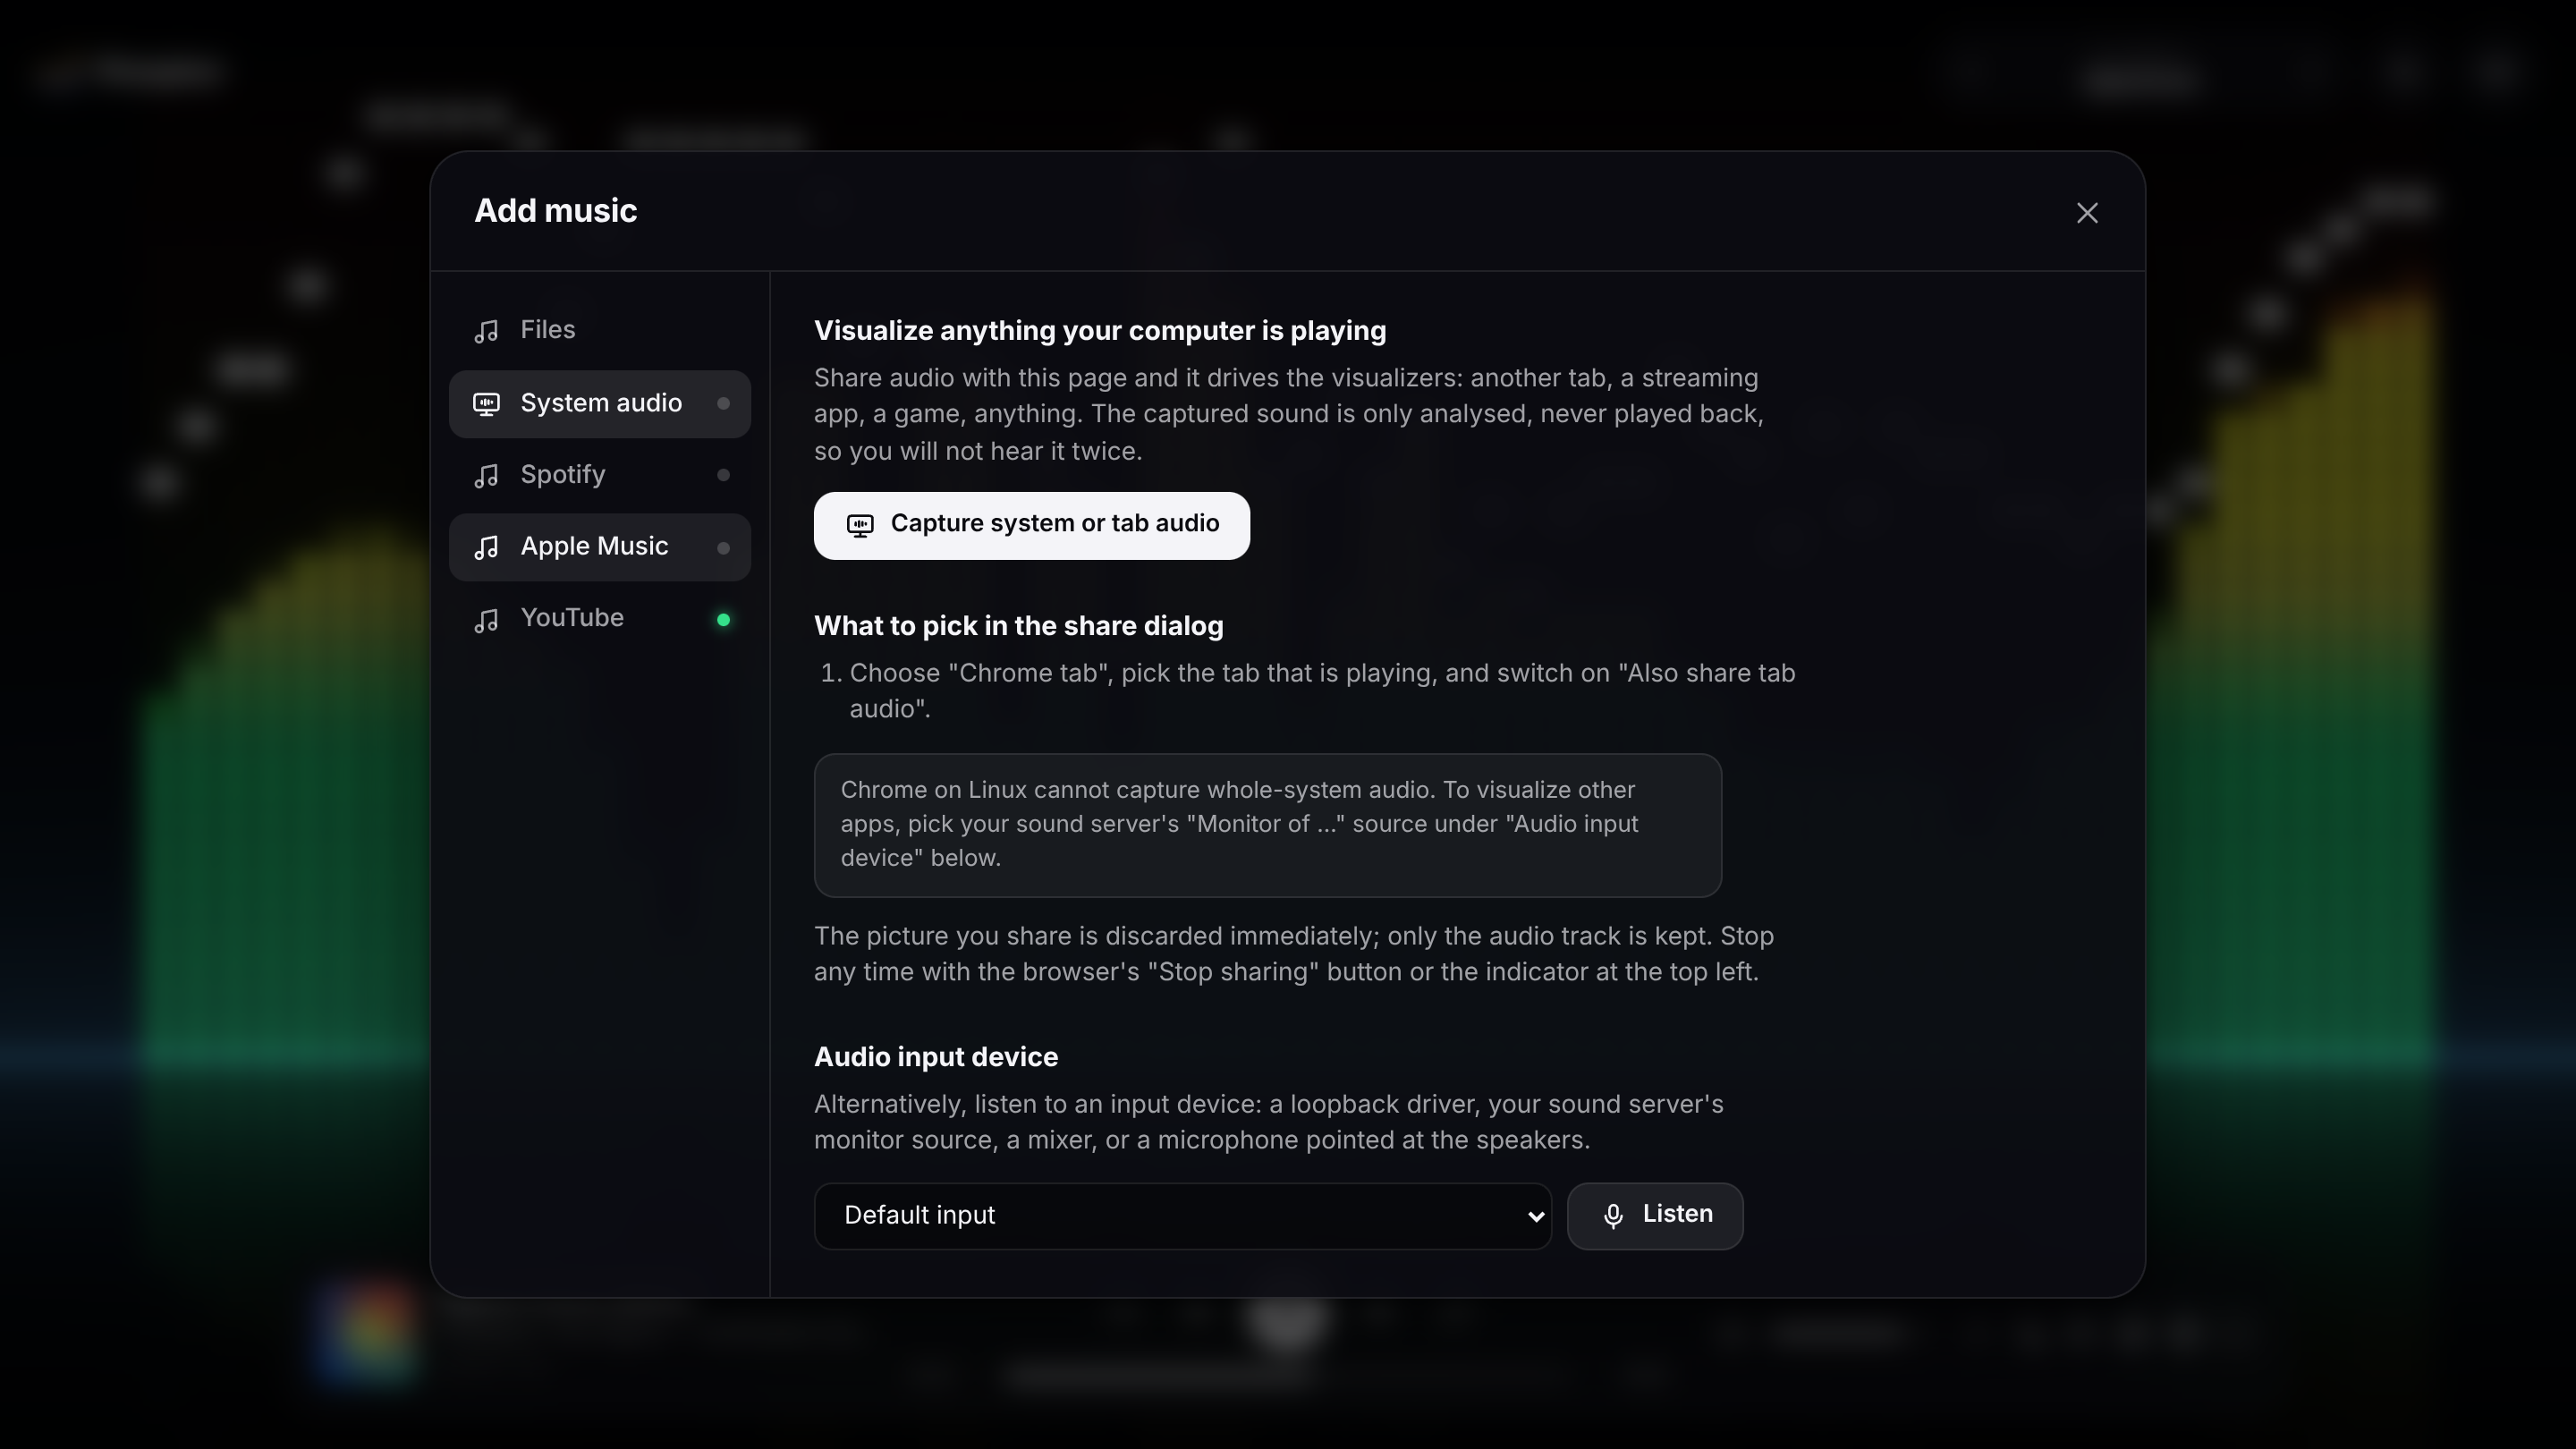 Add music
Files
System audio
Spotify
Apple Music
YouTube
Visualize anything your computer is playing
Share audio with this page and it drives the visualizers: another tab, a streaming
app, a game, anything. The captured sound is only analysed, never played back,
so you will not hear it twice.
Capture system or tab audio
What to pick in the share dialog
1. Choose "Chrome tab", pick the tab that is playing, and switch on "Also share tab
audio".
Chrome on Linux cannot capture whole-system audio. To visualize other
apps, pick your sound server's "Monitor of ..." source under "Audio input
device" below.
The picture you share is discarded immediately; only the audio track is kept. Stop
any time with the browser's "Stop sharing" button or the indicator at the top left.
Audio input device
Alternatively, listen to an input device: a loopback driver, your sound server's
monitor source, a mixer, or a microphone pointed at the speakers.
Default input
Listen